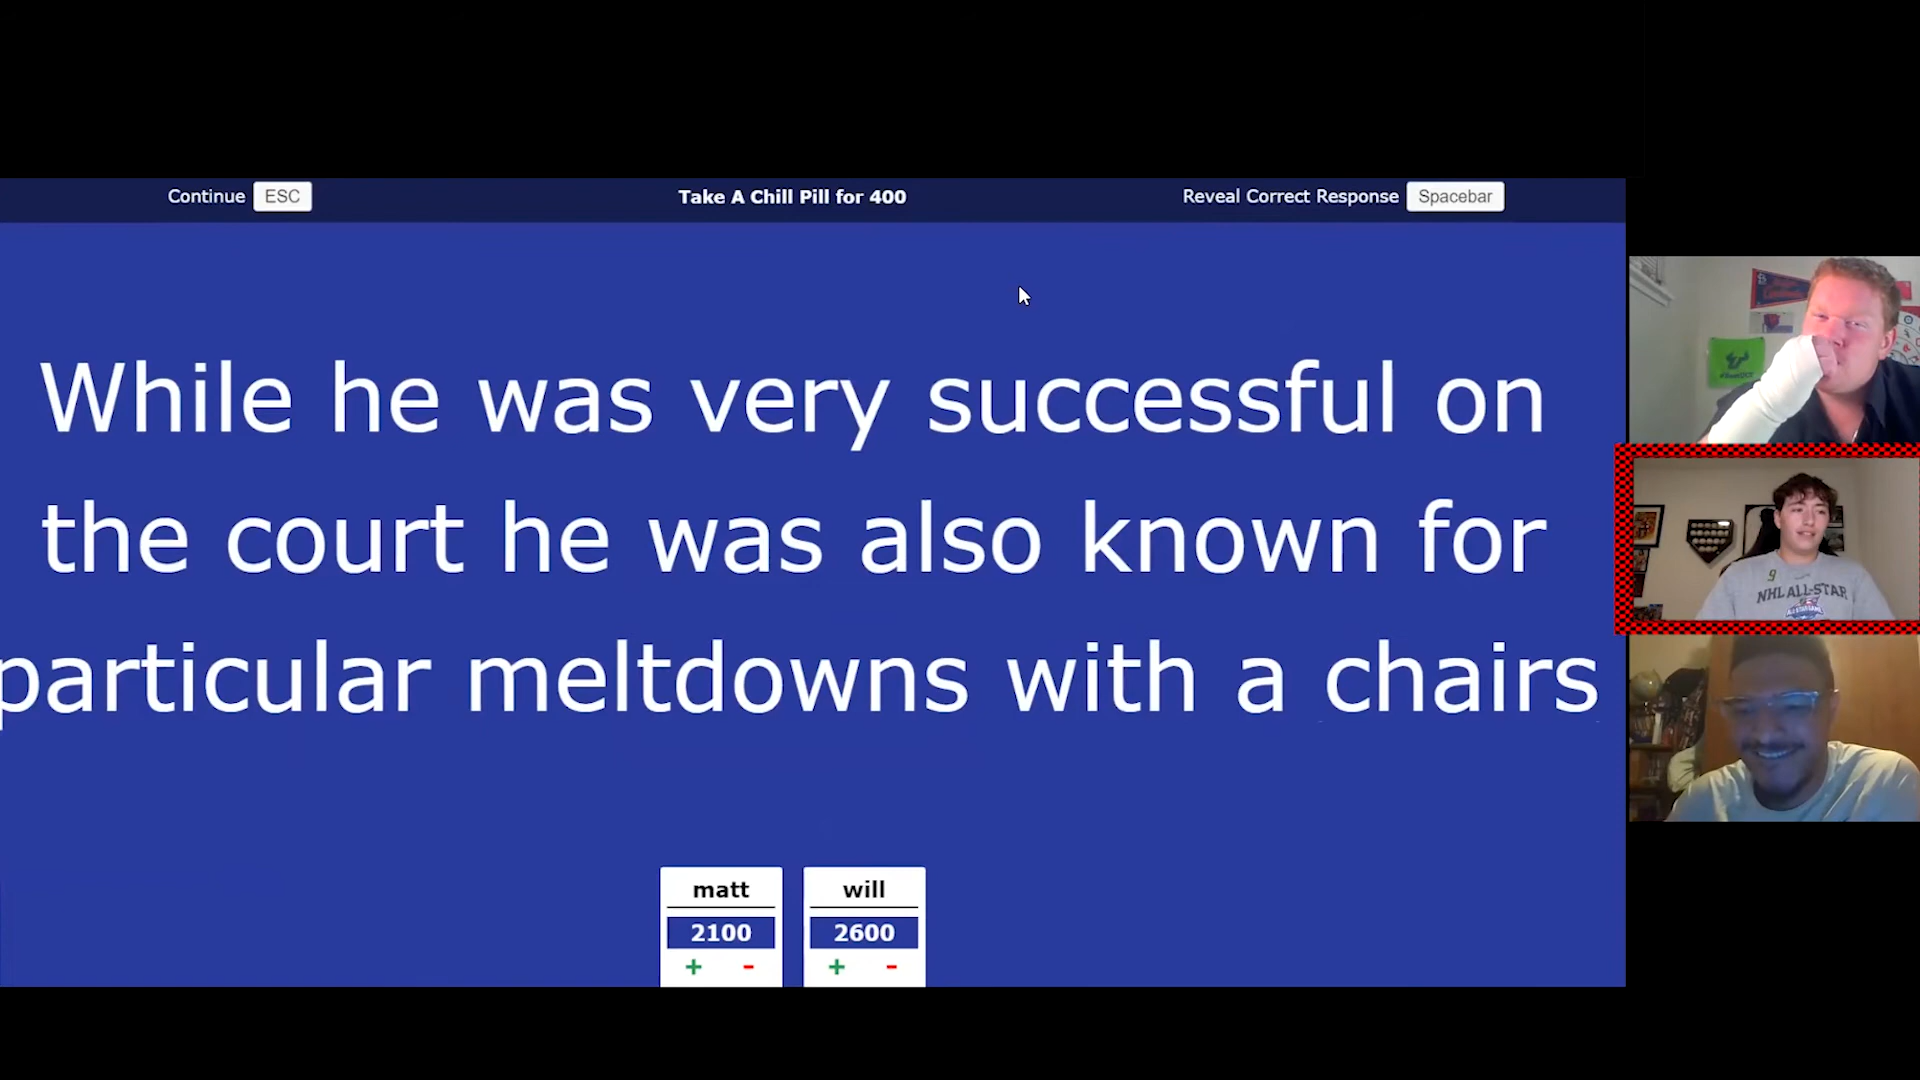 Continue ESC Take A Chill Pill for 400 Reveal Correct Response Spacebar
While he was very successful on
the court he was also known for
particular meltdowns with a chairs
matt will
2100 2600
+ - + -
9
NHL ALL-STAR